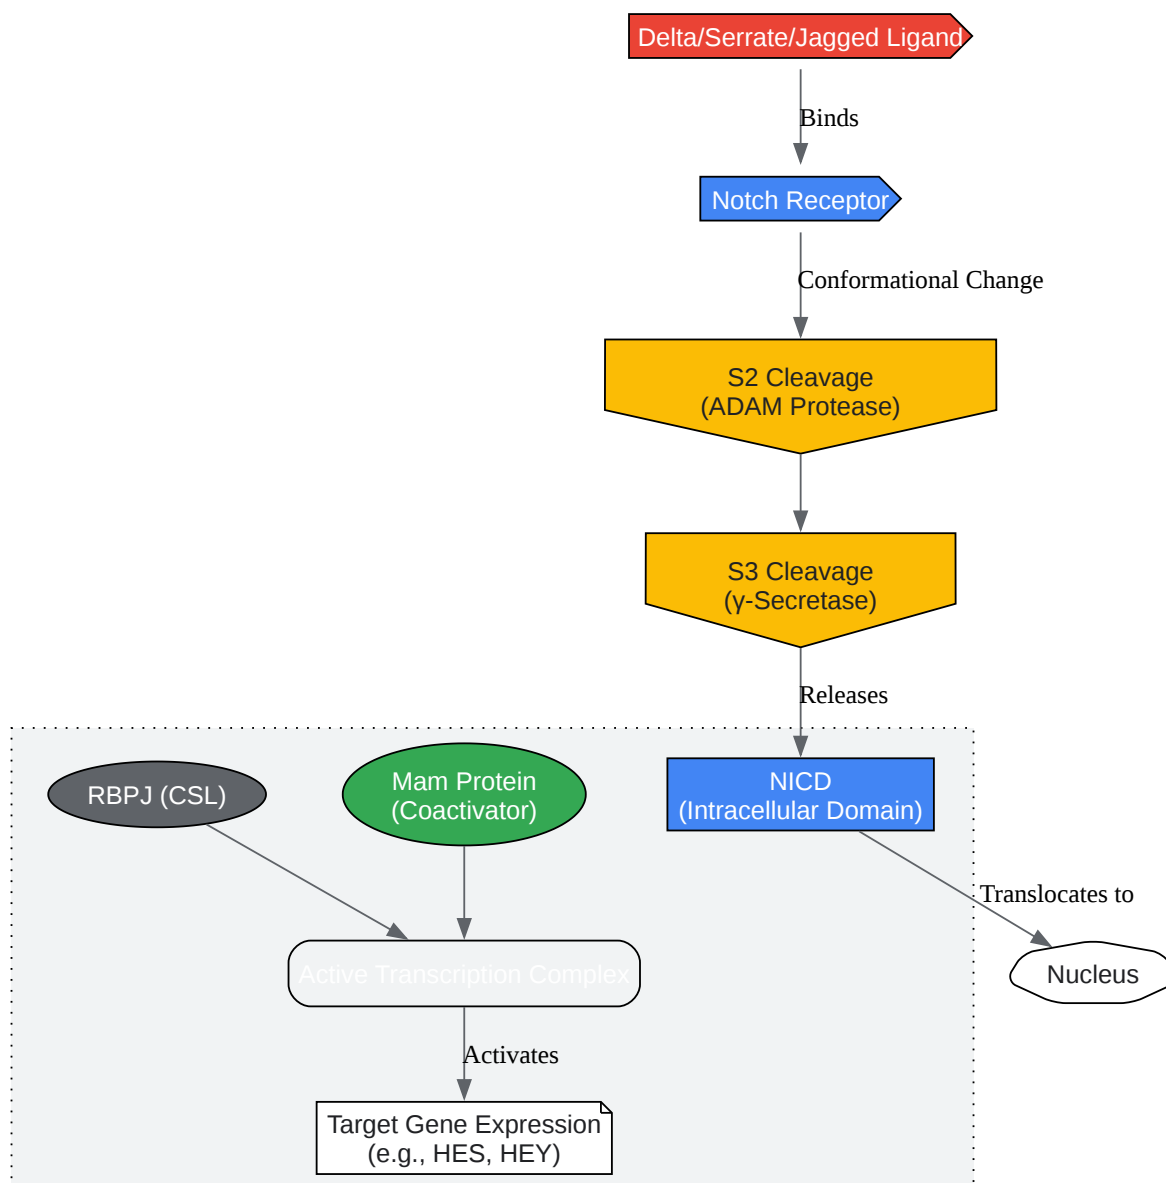 Delta/Serrate/Jagged Ligand
Binds
Notch Receptor
Conformational Change
S2 Cleavage
(ADAM Protease)
S3 Cleavage
(γ-Secretase)
Releases
RBPJ (CSL)
Mam Protein
(Coactivator)
NICD
(Intracellular Domain)
Translocates to
Active Transcription Complex
Nucleus
Activates
Target Gene Expression
(e.g., HES, HEY)